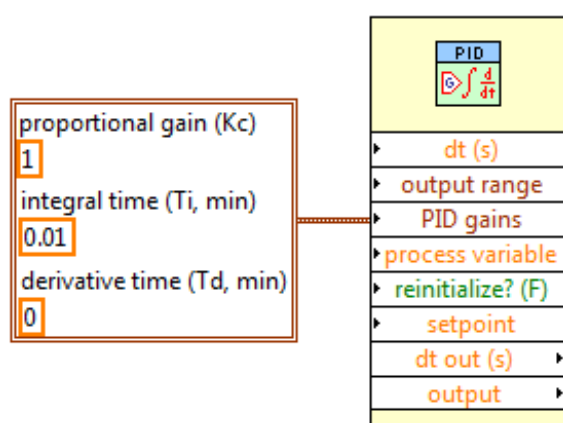 proportional gain (Kc)
1
integral time (Ti, min)
0.01
derivative time (Td, min)
0
PID
G ∫ d
dt
dt (s)
output range
PID gains
process variable
reinitialize? (F)
setpoint
dt out (s)
output